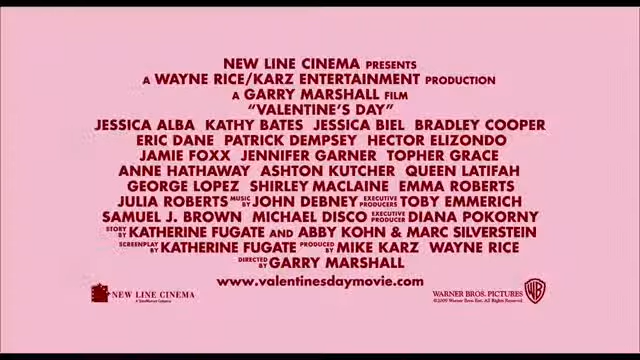 NEW LINE CINEMA PRESENTS
A WAYNE RICE/KARZ ENTERTAINMENT PRODUCTION
A GARRY MARSHALL FILM
"VALENTINE'S DAY"
JESSICA ALBA KATHY BATES JESSICA BIEL BRADLEY COOPER
ERIC DANE PATRICK DEMPSEY HECTOR ELIZONDO
JAMIE FOXX JENNIFER GARNER TOPHER GRACE
ANNE HATHAWAY ASHTON KUTCHER QUEEN LATIFAH
GEORGE LOPEZ SHIRLEY MACLAINE EMMA ROBERTS
JULIA ROBERTS MUSIC BY JOHN DEBNEY EXECUTIVE PRODUCERS TOBY EMMERICH
SAMUEL J. BROWN MICHAEL DISCO EXECUTIVE PRODUCER DIANA POKORNY
STORY BY KATHERINE FUGATE AND ABBY KOHN & MARC SILVERSTEIN
SCREENPLAY BY KATHERINE FUGATE PRODUCED BY MIKE KARZ WAYNE RICE
DIRECTED BY GARRY MARSHALL
www.valentinesdaymovie.com
NEW LINE CINEMA
WARNER BROS. PICTURES
WB